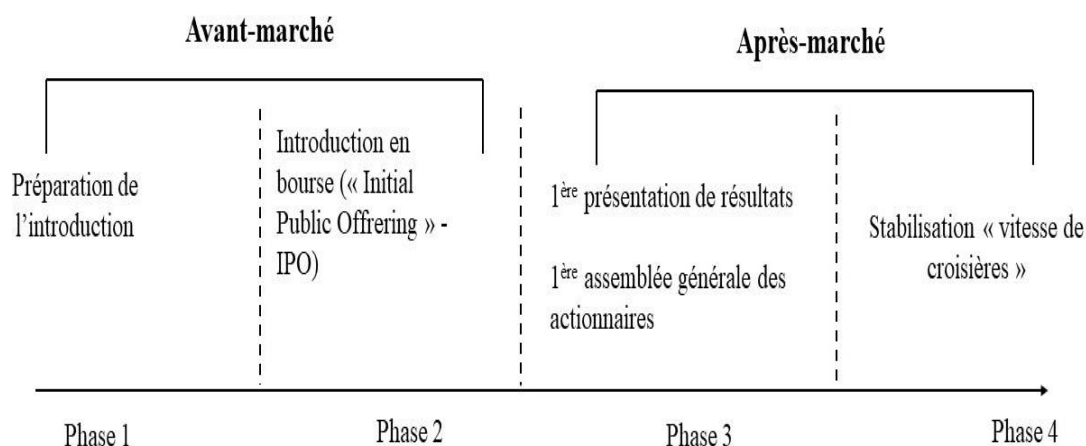 Avant-marché
Après-marché
Préparation de
l’introduction
Introduction en
bourse (« Initial
Public Offrering » -
IPO)
1ère présentation de résultats
1ère assemblée générale des
actionnaires
Stabilisation « vitesse de
croisières »
Phase 1
Phase 2
Phase 3
Phase 4